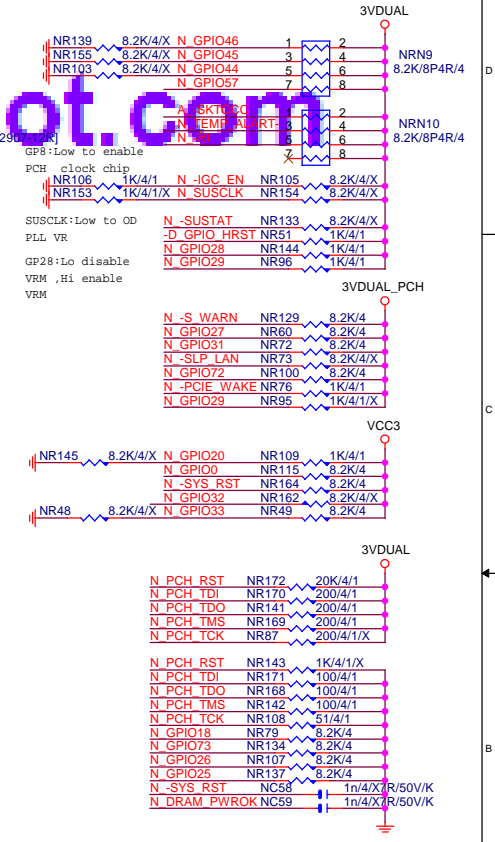 3VDUAL
NR139 8.2K/4/X N_GPIO46 1 2
NR155 8.2K/4/X N_GPIO45 3 4 NRN9
NR103 8.2K/4/X N_GPIO44 5 6 8.2K/8P4R/4
N_GPIO57 7 8
D
ot.com
1 2 NRN10
3 4 8.2K/8P4R/4
5 6
7 8
GP8:Low to enable
PCH clock chip
NR106 1K/4/1 N_-IGC_EN NR105 8.2K/4/X
NR153 1K/4/1/X N_SUSCLK NR154 8.2K/4/X
SUSCLK:Low to OD
PLL VR
N_-SUSTAT NR133 8.2K/4/X
-D_GPIO_HRST NR51 1K/4/1
N_GPIO28 NR144 1K/4/1
N_GPIO29 NR96 1K/4/1
GP28:Lo disable
VRM ,Hi enable
VRM
3VDUAL_PCH
N_-S_WARN NR129 8.2K/4
N_GPIO27 NR60 8.2K/4
N_GPIO31 NR72 8.2K/4
N_-SLP_LAN NR73 8.2K/4/X
N_GPIO72 NR100 8.2K/4
N_-PCIE_WAKE NR76 1K/4/1
N_GPIO29 NR95 1K/4/1/X
C
VCC3
NR145 8.2K/4/X N_GPIO20 NR109 1K/4/1
N_GPIO0 NR115 8.2K/4
-SYS_RST NR164 8.2K/4
N_GPIO32 NR162 8.2K/4/X
NR48 8.2K/4/X N_GPIO33 NR49 8.2K/4
3VDUAL
N_PCH_RST NR172 20K/4/1
N_PCH_TDI NR170 200/4/1
N_PCH_TDO NR141 200/4/1
N_PCH_TMS NR169 200/4/1
N_PCH_TCK NR87 200/4/1/X
N_PCH_RST NR143 1K/4/1/X
N_PCH_TDI NR171 100/4/1
N_PCH_TDO NR168 100/4/1
N_PCH_TMS NR142 100/4/1
N_PCH_TCK NR108 51/4/1
N_GPIO18 NR79 8.2K/4
N_GPIO73 NR134 8.2K/4
N_GPIO26 NR107 8.2K/4
N_GPIO25 NR137 8.2K/4
N_-SYS_RST NC58 1n/4/X7R/50V/K
N_DRAM_PWROK NC59 1n/4/X7R/50V/K
B